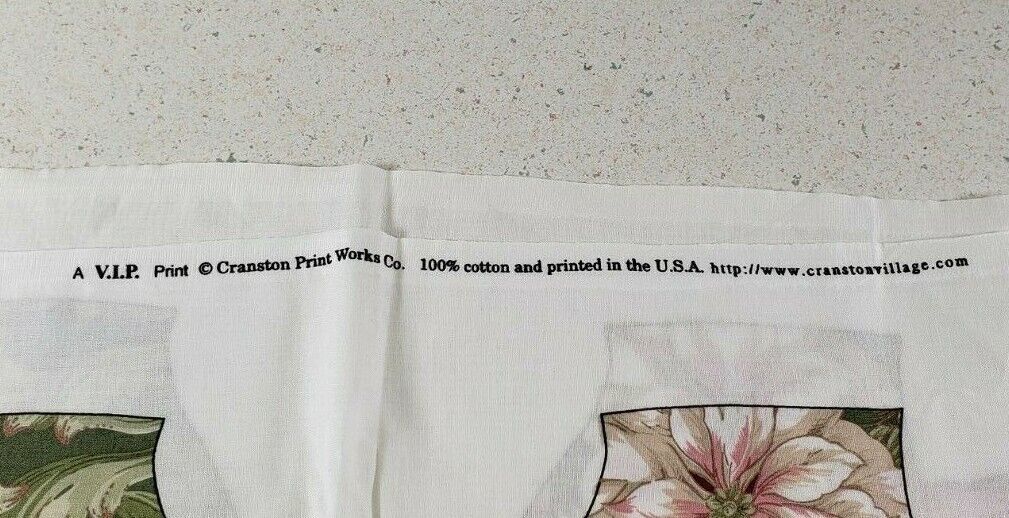 A V.I.P. Print © Cranston Print Works Co. 100% cotton and printed in the U.S.A. http://www.cranstonvillage.com